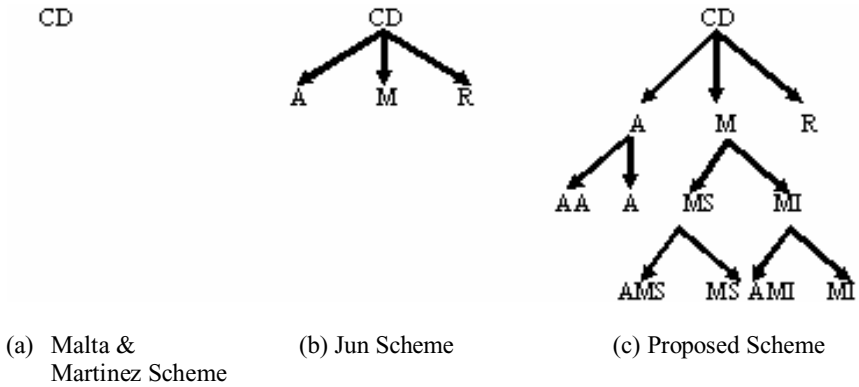 CD CD CD
A M R
A M R
AA A MS MI
AMS MS AMI MI
(a) Malta & Martinez Scheme
(b) Jun Scheme
(c) Proposed Scheme